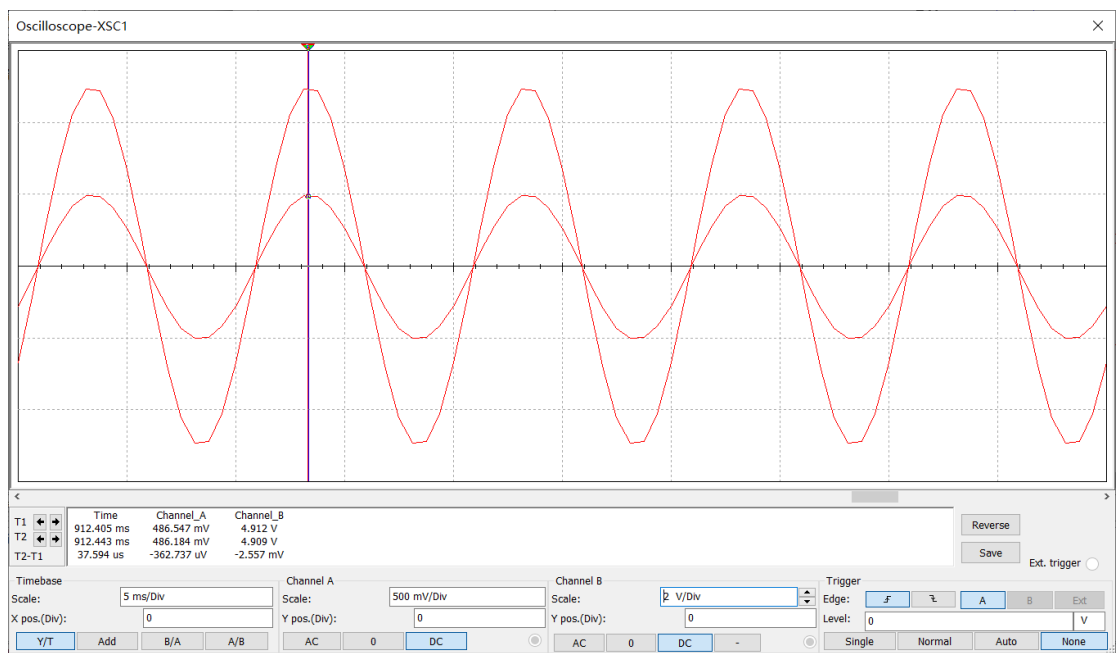 Oscilloscope-XSC1
Time Channel_A Channel_B
T1 912.405 ms 486.547 mV 4.912 V
T2 912.443 ms 486.184 mV 4.909 V
T2-T1 37.594 us -362.737 uV -2.557 mV
Reverse
Save
Ext. trigger
Timebase
Scale: 5 ms/Div
X pos.(Div): 0
Y/T Add B/A A/B
Channel A
Scale: 500 mV/Div
Y pos.(Div): 0
AC 0 DC
Channel B
Scale: 2 V/Div
Y pos.(Div): 0
AC 0 DC -
Trigger
Edge: A B Ext
Level: 0 V
Single Normal Auto None